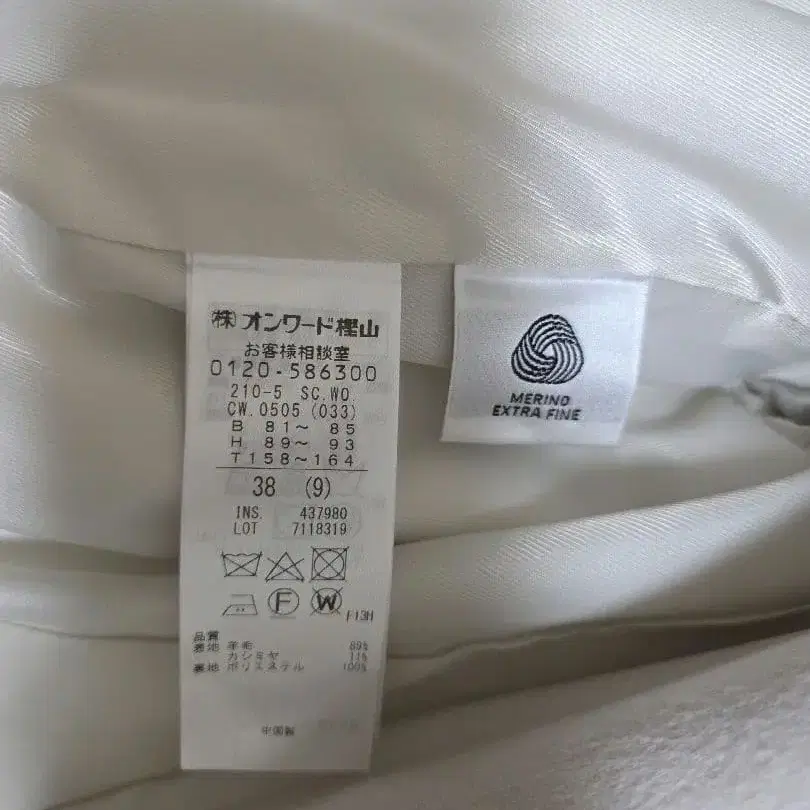 (株)オンワード樫山
お客様相談室
0120-586300
210-5 SC.WO.
CW.0505(033)
B 81~ 85
H 89~ 93
T158~164
38 (9)
INS. 437980
LOT 7118319
F
W
F13H
品質
表地 羊毛 89%
カシミヤ 11%
裏地 ポリエステル 100%
中国製
MERINO
EXTRA FINE